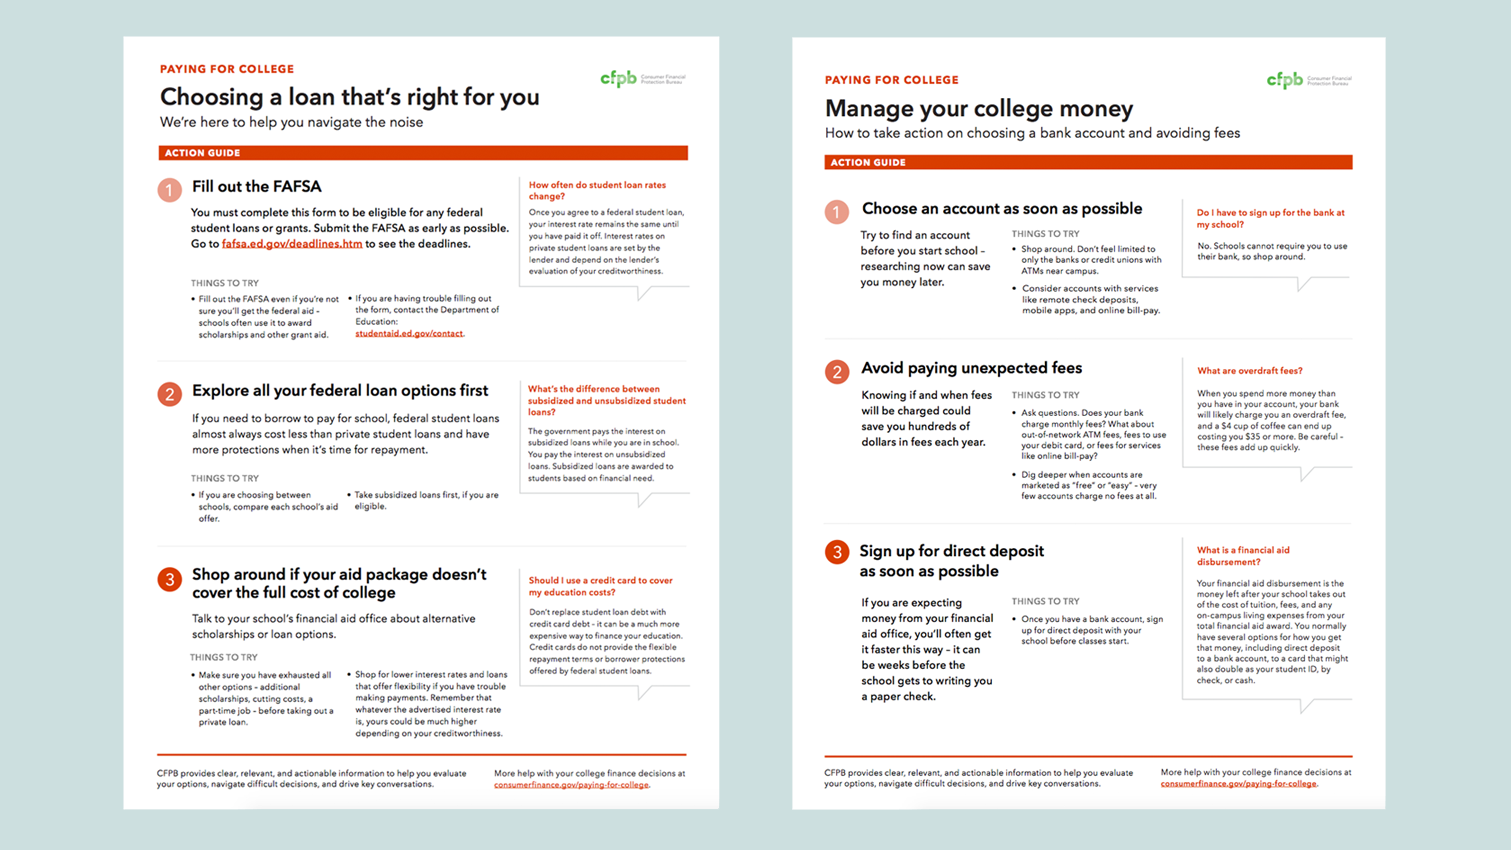 PAYING FOR COLLEGE
cfpb Consumer Financial
Protection Bureau
Choosing a loan that's right for you
We're here to help you navigate the noise
ACTION GUIDE
1 Fill out the FAFSA
You must complete this form to be eligible for any federal
student loans or grants. Submit the FAFSA as early as possible.
Go to fafsa.ed.gov/deadlines.htm to see the deadlines.
THINGS TO TRY
• Fill out the FAFSA even if you're not
sure you'll get the federal aid –
schools often use it to award
scholarships and other grant aid.
• If you are having trouble filling out
the form, contact the Department of
Education:
studentaid.ed.gov/contact.
How often do student loan rates
change?
Once you agree to a federal student loan,
your interest rate remains the same until
you have paid it off. Interest rates on
private student loans are set by the
lender and depend on the lender's
evaluation of your creditworthiness.
2 Explore all your federal loan options first
If you need to borrow to pay for school, federal student loans
almost always cost less than private student loans and have
more protections when it's time for repayment.
THINGS TO TRY
• If you are choosing between
schools, compare each school's aid
offer.
• Take subsidized loans first, if you are
eligible.
What's the difference between
subsidized and unsubsidized student
loans?
The government pays the interest on
subsidized loans while you are in school.
You pay the interest on unsubsidized
loans. Subsidized loans are awarded to
students based on financial need.
3 Shop around if your aid package doesn't
cover the full cost of college
Talk to your school's financial aid office about alternative
scholarships or loan options.
THINGS TO TRY
• Make sure you have exhausted all
other options – additional
scholarships, cutting costs, a
part-time job – before taking out a
private loan.
• Shop for lower interest rates and loans
that offer flexibility if you have trouble
making payments. Remember that
whatever the advertised interest rate
is, yours could be much higher
depending on your creditworthiness.
Should I use a credit card to cover
my education costs?
Don't replace student loan debt with
credit card debt – it can be a much more
expensive way to finance your education.
Credit cards do not provide the flexible
repayment terms or borrower protections
offered by federal student loans.
CFPB provides clear, relevant, and actionable information to help you evaluate
your options, navigate difficult decisions, and drive key conversations.
More help with your college finance decisions at
consumerfinance.gov/paying-for-college.
PAYING FOR COLLEGE
cfpb Consumer Financial
Protection Bureau
Manage your college money
How to take action on choosing a bank account and avoiding fees
ACTION GUIDE
1 Choose an account as soon as possible
Try to find an account
before you start school –
researching now can save
you money later.
THINGS TO TRY
• Shop around. Don't feel limited to
only the banks or credit unions with
ATMs near campus.
• Consider accounts with services
like remote check deposits,
mobile apps, and online bill-pay.
Do I have to sign up for the bank at
my school?
No. Schools cannot require you to use
their bank, so shop around.
2 Avoid paying unexpected fees
Knowing if and when fees
will be charged could
save you hundreds of
dollars in fees each year.
THINGS TO TRY
• Ask questions. Does your bank
charge monthly fees? What about
out-of-network ATM fees, fees to use
your debit card, or fees for services
like online bill-pay?
• Dig deeper when accounts are
marketed as "free" or "easy" – very
few accounts charge no fees at all.
What are overdraft fees?
When you spend more money than
you have in your account, your bank
will likely charge you an overdraft fee,
and a $4 cup of coffee can end up
costing you $35 or more. Be careful –
these fees add up quickly.
3 Sign up for direct deposit
as soon as possible
If you are expecting
money from your financial
aid office, you'll often get
it faster this way – it can
be weeks before the
school gets to writing you
a paper check.
THINGS TO TRY
• Once you have a bank account, sign
up for direct deposit with your
school before classes start.
What is a financial aid
disbursement?
Your financial aid disbursement is the
money left after your school takes out
of the cost of tuition, fees, and any
on-campus living expenses from your
total financial aid award. You normally
have several options for how you get
that money, including direct deposit
to a bank account, to a card that might
also double as your student ID, by
check, or cash.
CFPB provides clear, relevant, and actionable information to help you evaluate
your options, navigate difficult decisions, and drive key conversations.
More help with your college finance decisions at
consumerfinance.gov/paying-for-college.